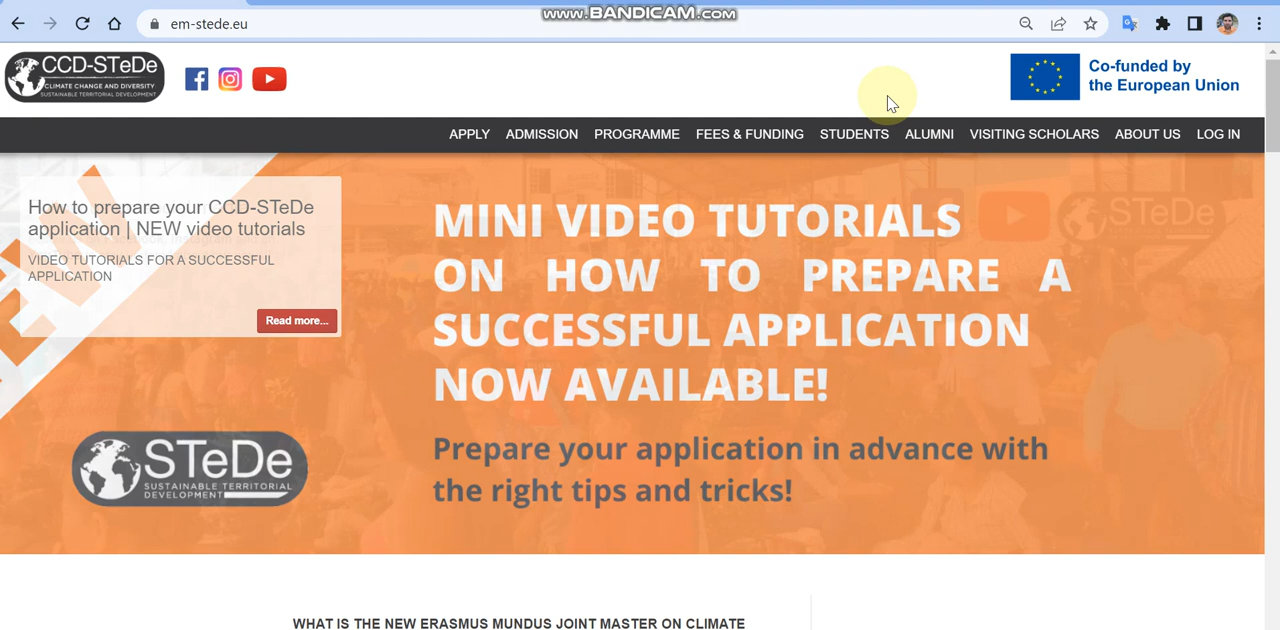 www.BANDICAM.com
em-stede.eu
CCD-STeDe
CLIMATE CHANGE AND DIVERSITY
SUSTAINABLE TERRITORIAL DEVELOPMENT
Co-funded by
the European Union
APPLY ADMISSION PROGRAMME FEES & FUNDING STUDENTS ALUMNI VISITING SCHOLARS ABOUT US LOG IN
How to prepare your CCD-STeDe
application | NEW video tutorials
VIDEO TUTORIALS FOR A SUCCESSFUL
APPLICATION
Read more...
MINI VIDEO TUTORIALS
ON HOW TO PREPARE A
SUCCESSFUL APPLICATION
NOW AVAILABLE!
Prepare your application in advance with
the right tips and tricks!
STeDe
SUSTAINABLE TERRITORIAL
DEVELOPMENT
STeDe
WHAT IS THE NEW ERASMUS MUNDUS JOINT MASTER ON CLIMATE